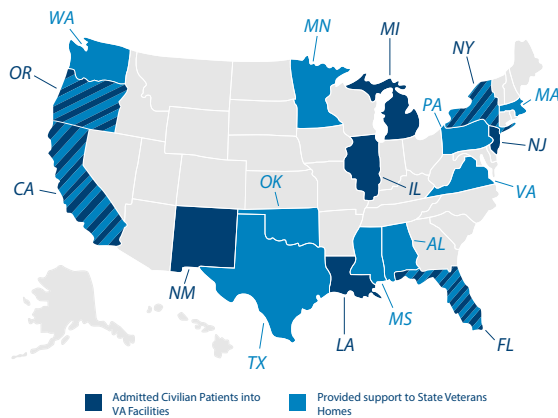 WA
MN
MI
NY
OR
MA
PA
NJ
CA
OK
IL
VA
AL
NM
MS
LA
FL
TX
Admitted Civilian Patients into
VA Facilities
Provided support to State Veterans
Homes